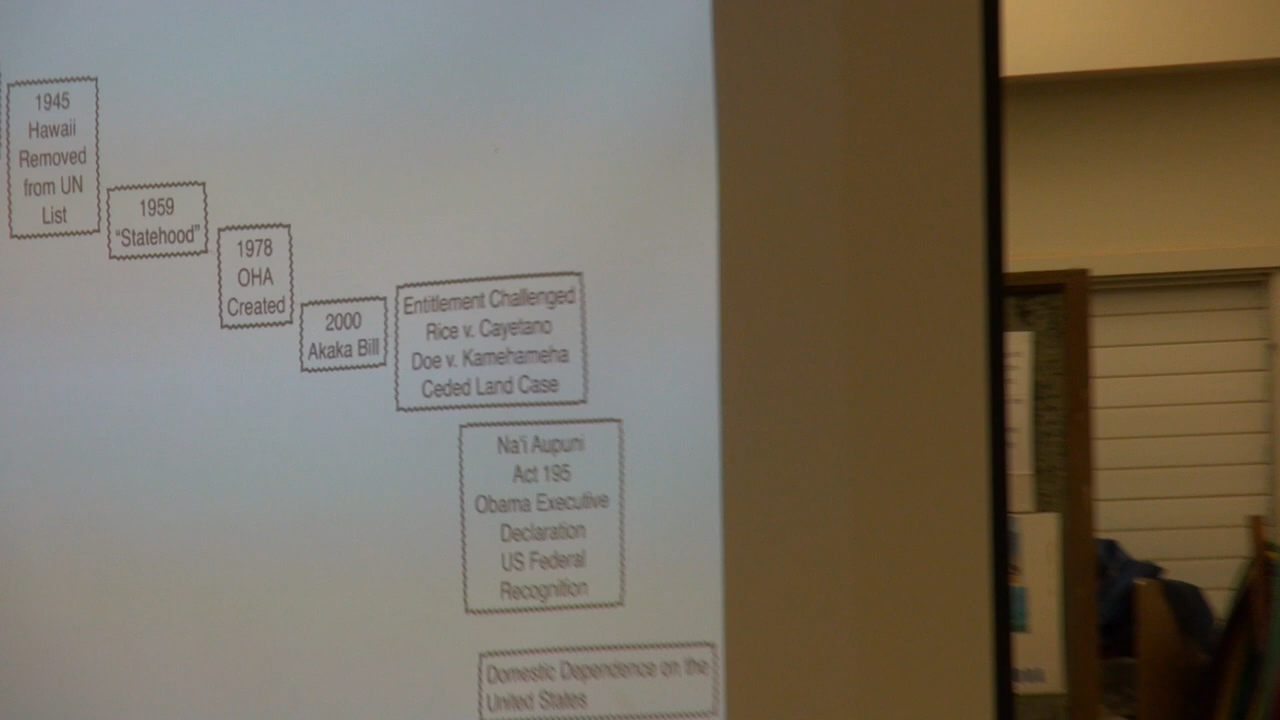 1945
Hawaii
Removed
from UN
List
1959
“Statehood”
1978
OHA
Created
2000
Akaka Bill
Entitlement Challenged
Rice v. Cayetano
Doe v. Kamehameha
Ceded Land Case
Na'i Aupuni
Act 195
Obama Executive
Declaration
US Federal
Recognition
Domestic Dependence on the
United States